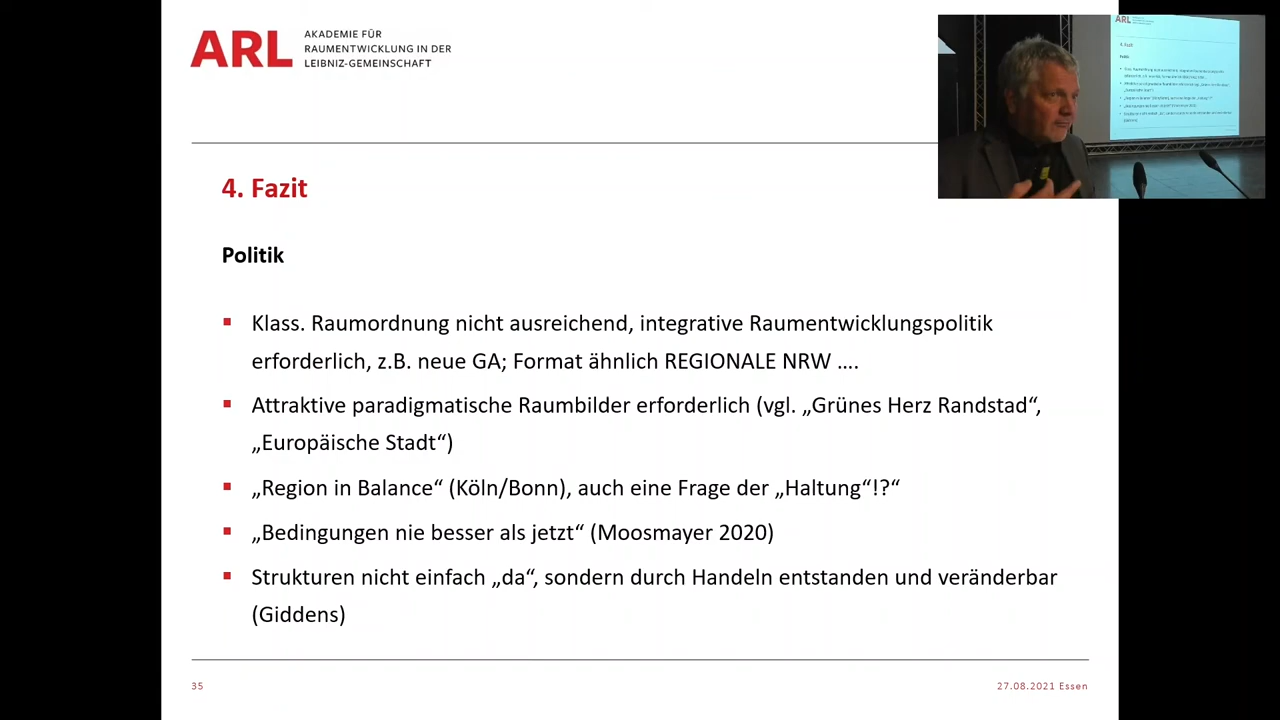 ARL
AKADEMIE FÜR
RAUMENTWICKLUNG IN DER
LEIBNIZ-GEMEINSCHAFT
4. Fazit
Politik
Klass. Raumordnung nicht ausreichend, integrative Raumentwicklungspolitik
erforderlich, z.B. neue GA; Format ähnlich REGIONALE NRW ....
Attraktive paradigmatische Raumbilder erforderlich (vgl. „Grünes Herz Randstad“,
„Europäische Stadt“)
„Region in Balance“ (Köln/Bonn), auch eine Frage der „Haltung“!?“
„Bedingungen nie besser als jetzt“ (Moosmayer 2020)
Strukturen nicht einfach „da“, sondern durch Handeln entstanden und veränderbar
(Giddens)
35
27.08.2021 Essen
ARL
4. Fazit